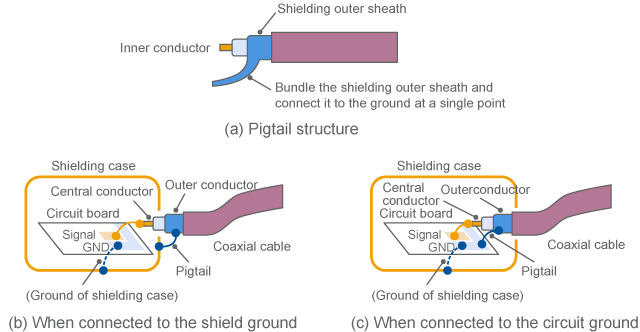 Shielding outer sheath
Inner conductor
Bundle the shielding outer sheath and
connect it to the ground at a single point
(a) Pigtail structure
Shielding case
Central conductor
Outer conductor
Circuit board
Signal
GND
Coaxial cable
Pigtail
(Ground of shielding case)
(b) When connected to the shield ground
Shielding case
Central
conductor
Outerconductor
Circuit board
Signal
GND
Coaxial cable
Pigtail
(Ground of shielding case)
(c) When connected to the circuit ground